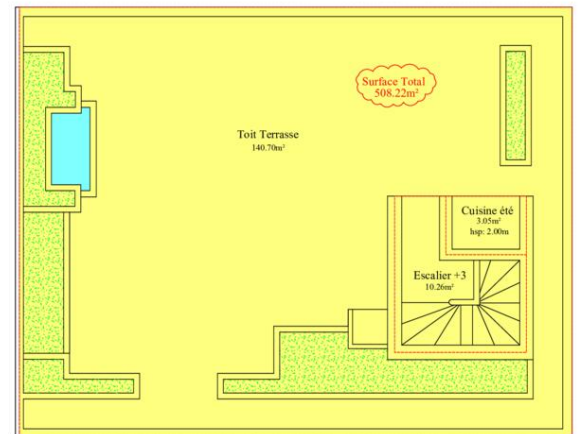 Surface Total
508.22m²
Toit Terrasse
140.70m²
Cuisine été
3.05m²
hsp: 2.00m
Escalier +3
10.26m²